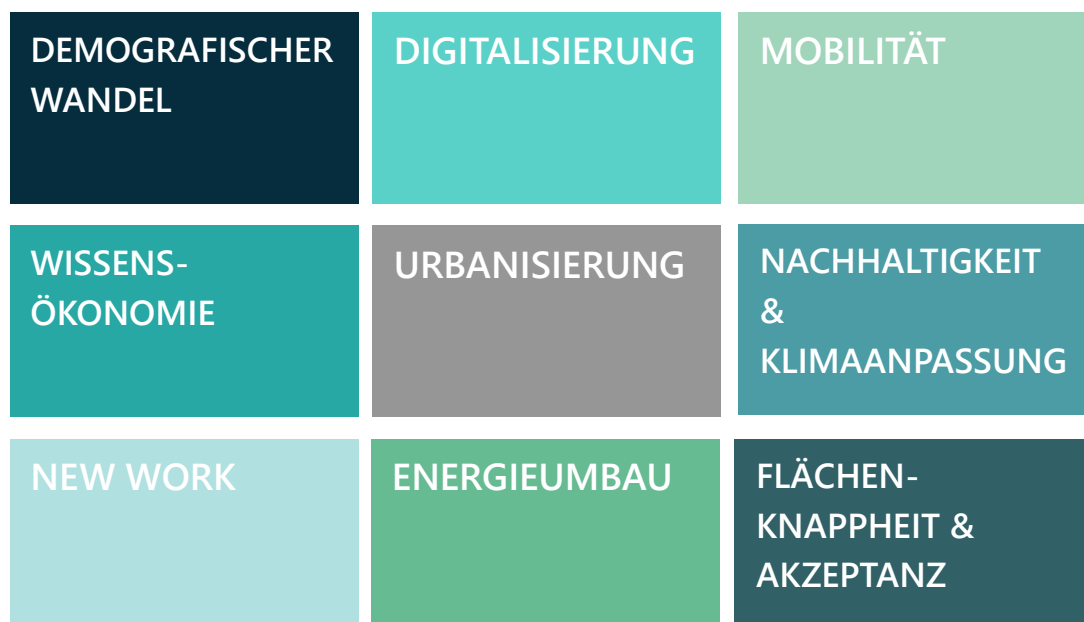 DEMOGRAFISCHER
WANDEL
DIGITALISIERUNG
MOBILITÄT
WISSENS-
ÖKONOMIE
URBANISIERUNG
NACHHALTIGKEIT
&
KLIMAANPASSUNG
NEW WORK
ENERGIEUMBAU
FLÄCHEN-
KNAPPHEIT &
AKZEPTANZ